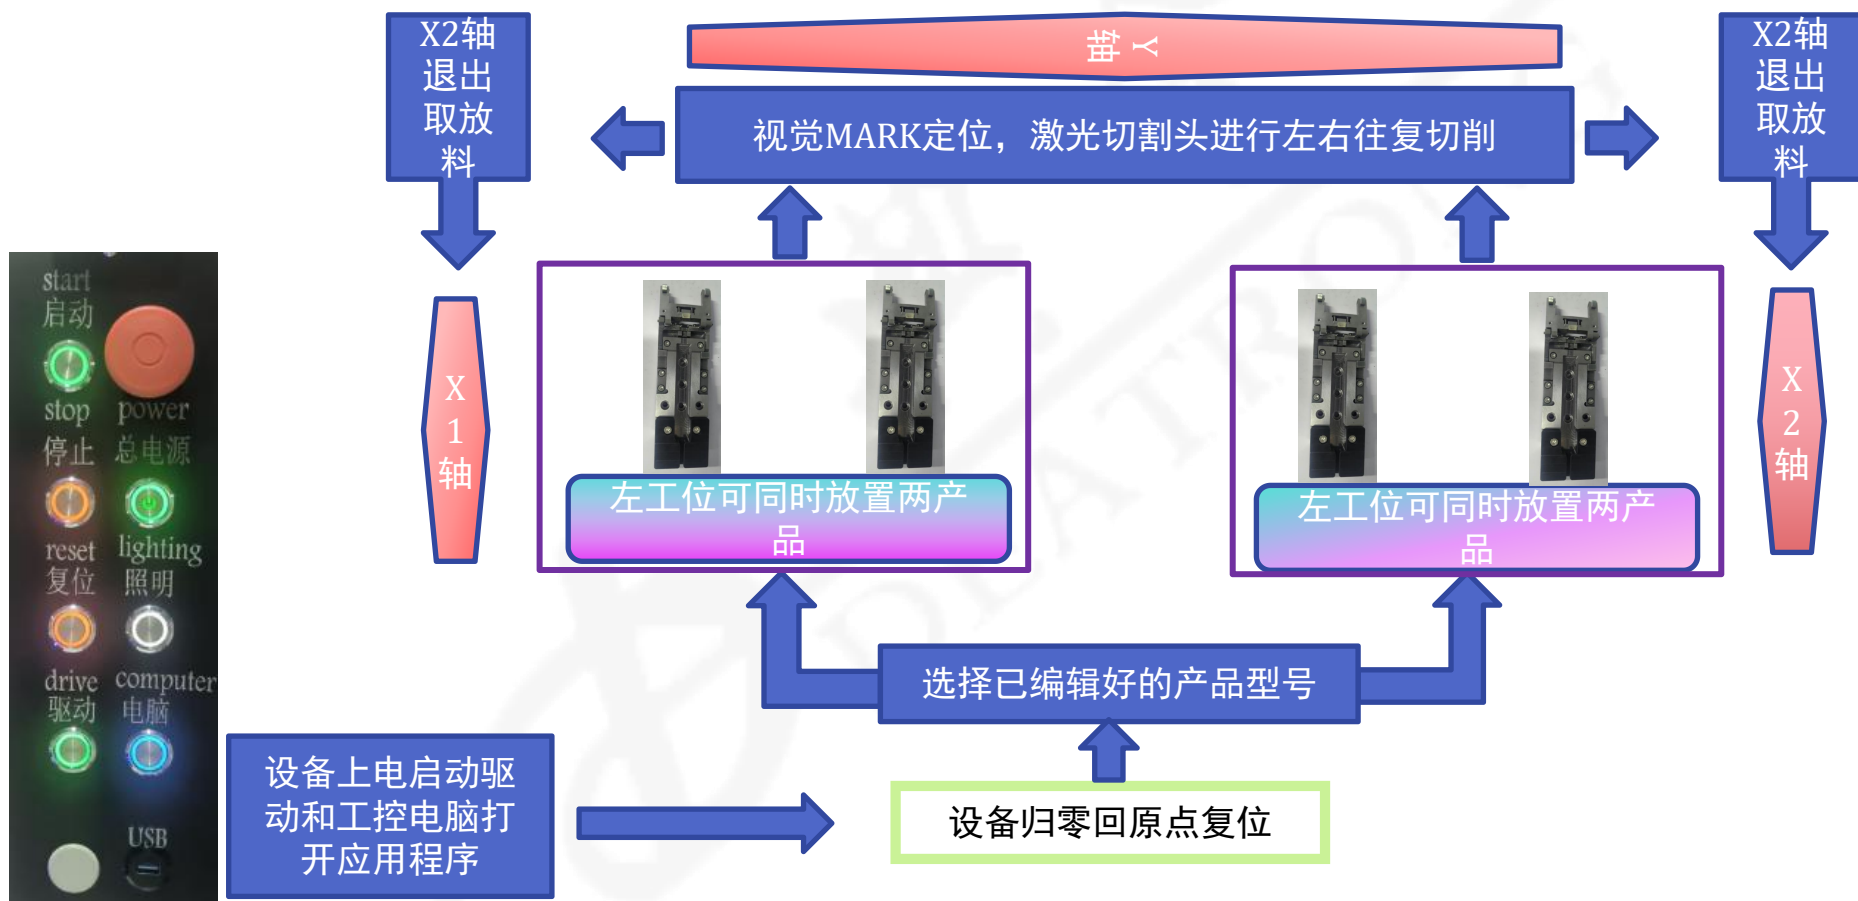 X2轴
退出
取放
料
Y轴
X2轴
退出
取放
料
视觉MARK定位，激光切割头进行左右往复切削
start
启动
stop
power
停止
总电源
reset
lighting
复位
照明
drive
computer
驱动
电脑
USB
X
1
轴
左工位可同时放置两产
品
左工位可同时放置两产
品
X
2
轴
选择已编辑好的产品型号
设备上电启动驱
动和工控电脑打
开应用程序
设备归零回原点复位